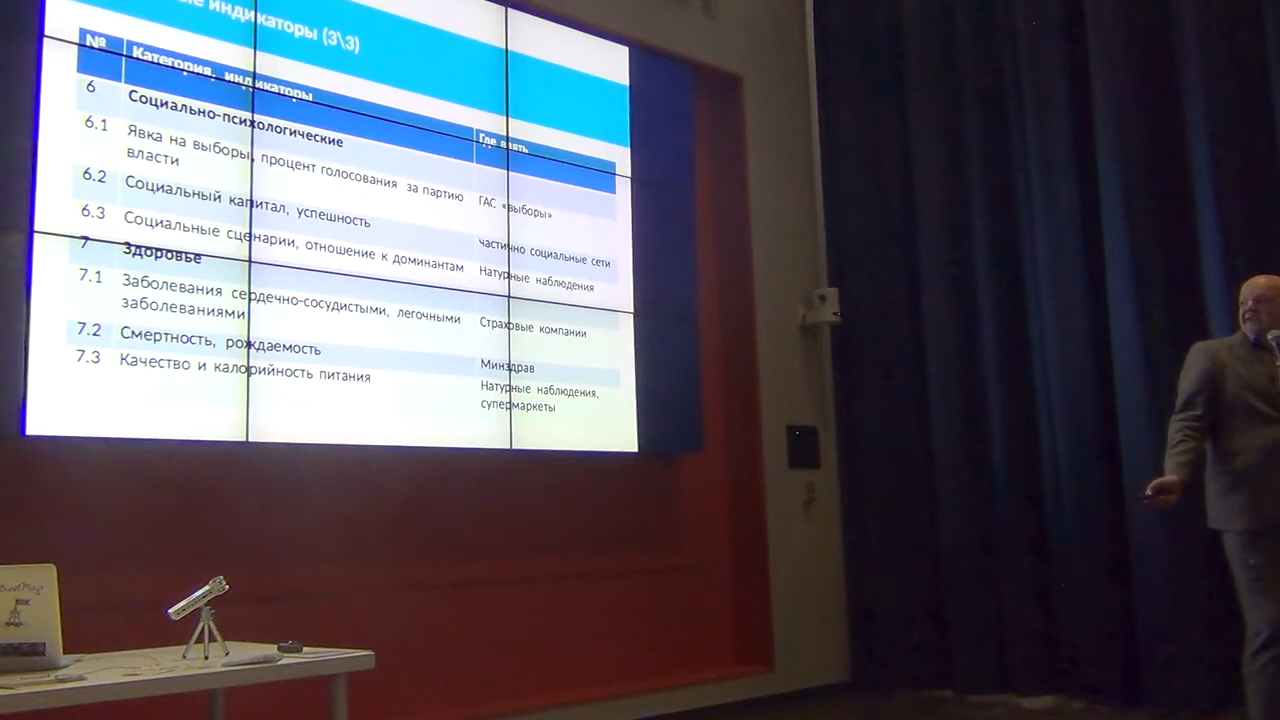 индикаторы (3\3)
№ Категория, индикаторы Где взять
6 Социально-психологические
6.1 Явка на выборы, процент голосования за партию
власти ГАС «выборы»
6.2 Социальный капитал, успешность частично социальные сети
6.3 Социальные сценарии, отношение к доминантам Натурные наблюдения
7 Здоровье
7.1 Заболевания сердечно-сосудистыми, легочными
заболеваниями Страховые компании
7.2 Смертность, рождаемость Минздрав
7.3 Качество и калорийность питания Натурные наблюдения,
супермаркеты